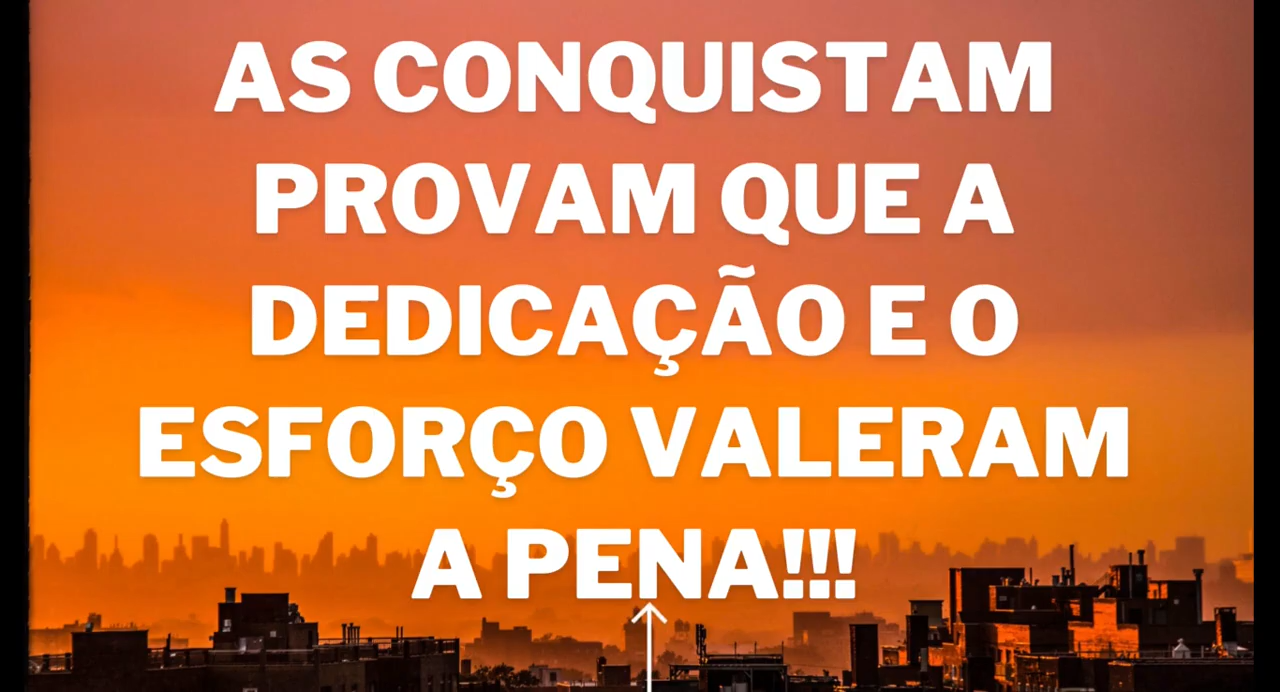 AS CONQUISTAM
PROVAM QUE A
DEDICAÇÃO E O
ESFORÇO VALERAM
A PENA!!!